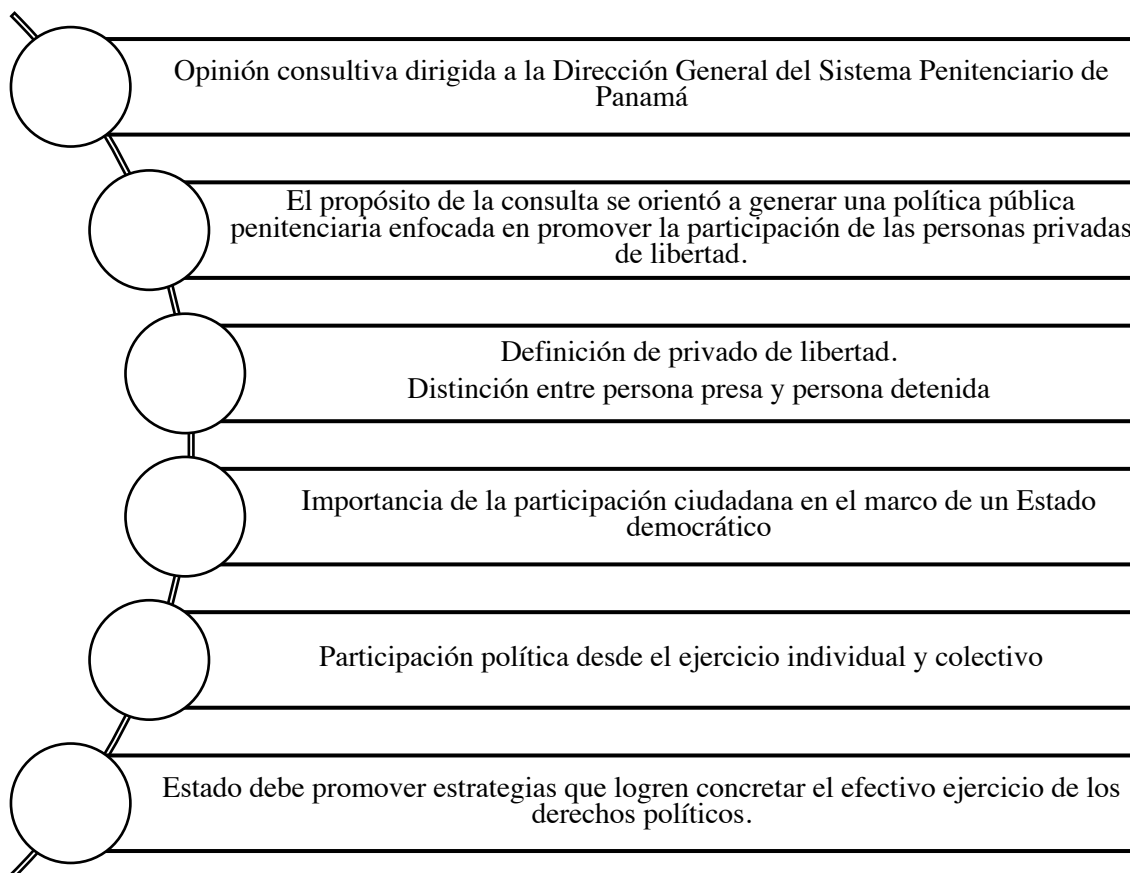 Opinión consultiva dirigida a la Dirección General del Sistema Penitenciario de
Panamá
El propósito de la consulta se orientó a generar una política pública
penitenciaria enfocada en promover la participación de las personas privadas
de libertad.
Definición de privado de libertad.
Distinción entre persona presa y persona detenida
Importancia de la participación ciudadana en el marco de un Estado
democrático
Participación política desde el ejercicio individual y colectivo
Estado debe promover estrategias que logren concretar el efectivo ejercicio de los
derechos políticos.